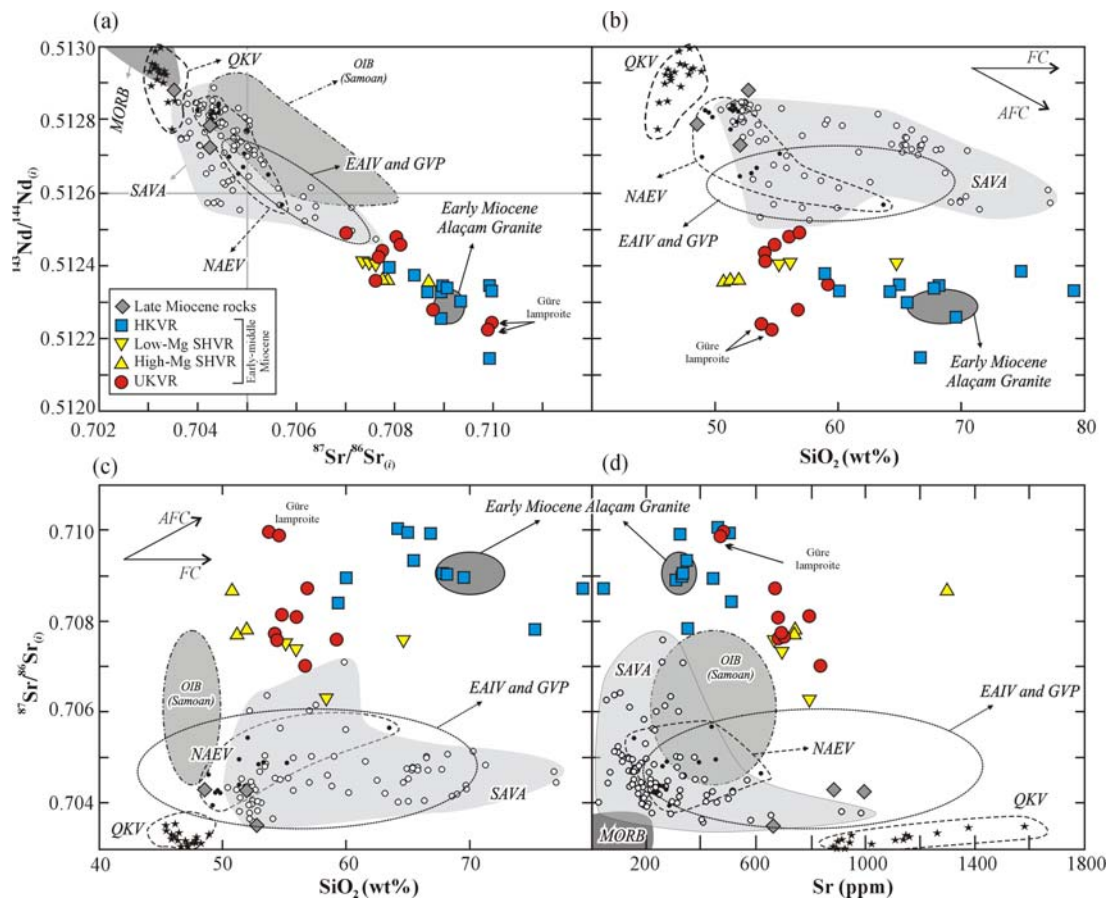 (a)
(b)
0.5130
0.5128
0.5126
0.5124
0.5122
0.5120
¹⁴³Nd/¹⁴⁴Nd(i)
MORB
QKV
OIB
(Samoan)
SAVA
NAEV
EAIV and GVP
Early Miocene
Alaçam Granite
Güre
lamproite
Late Miocene rocks
HKVR
Low-Mg SHVR
High-Mg SHVR
UKVR
Early-middle
Miocene
0.702 0.704 0.706 0.708 0.710
⁸⁷Sr/⁸⁶Sr(i)
QKV
FC
AFC
NAEV
SAVA
EAIV and GVP
Güre
lamproite
Early Miocene
Alaçam Granite
50 60 70 80
SiO₂ (wt%)
(c)
(d)
0.710
0.708
0.706
0.704
⁸⁷Sr/⁸⁶Sr(i)
AFC
FC
Güre
lamproite
Early Miocene Alaçam Granite
OIB
(Samoan)
EAIV and GVP
NAEV
SAVA
QKV
40 50 60 70
SiO₂ (wt%)
Güre
lamproite
SAVA
OIB
(Samoan)
EAIV and GVP
NAEV
QKV
MORB
200 600 1000 1400 1800
Sr (ppm)